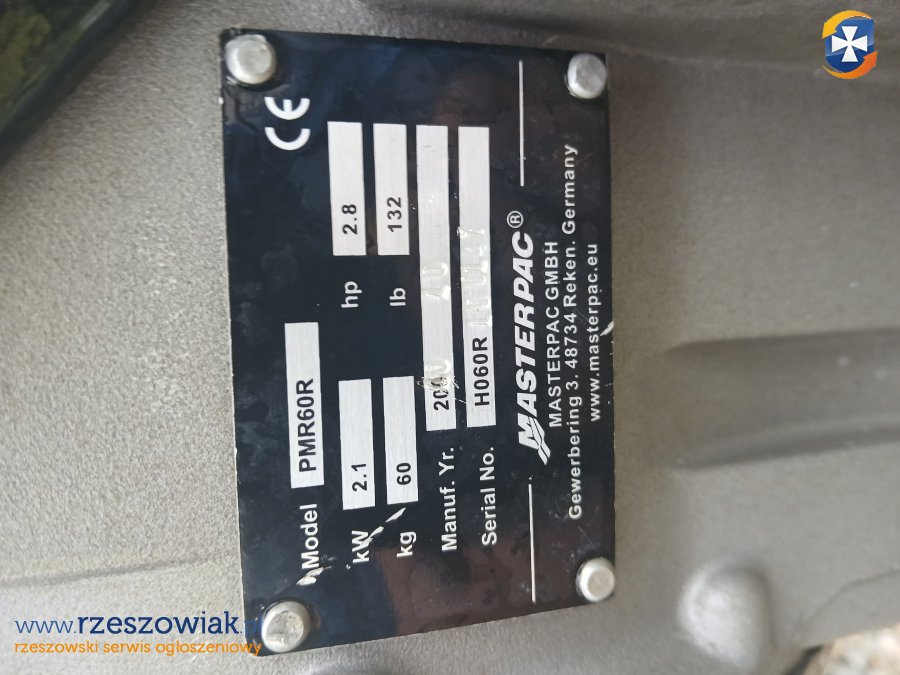 CE
Model PMR60R
kW 2.1 hp 2.8
kg 60 lb 132
Manuf. Yr.
Serial No. H060R
MASTERPAC®
MASTERPAC GMBH
Gewerbering 3. 48734 Reken. Germany
www.masterpac.eu
www.rzeszowiak.
rzeszowski serwis ogłoszeniowy